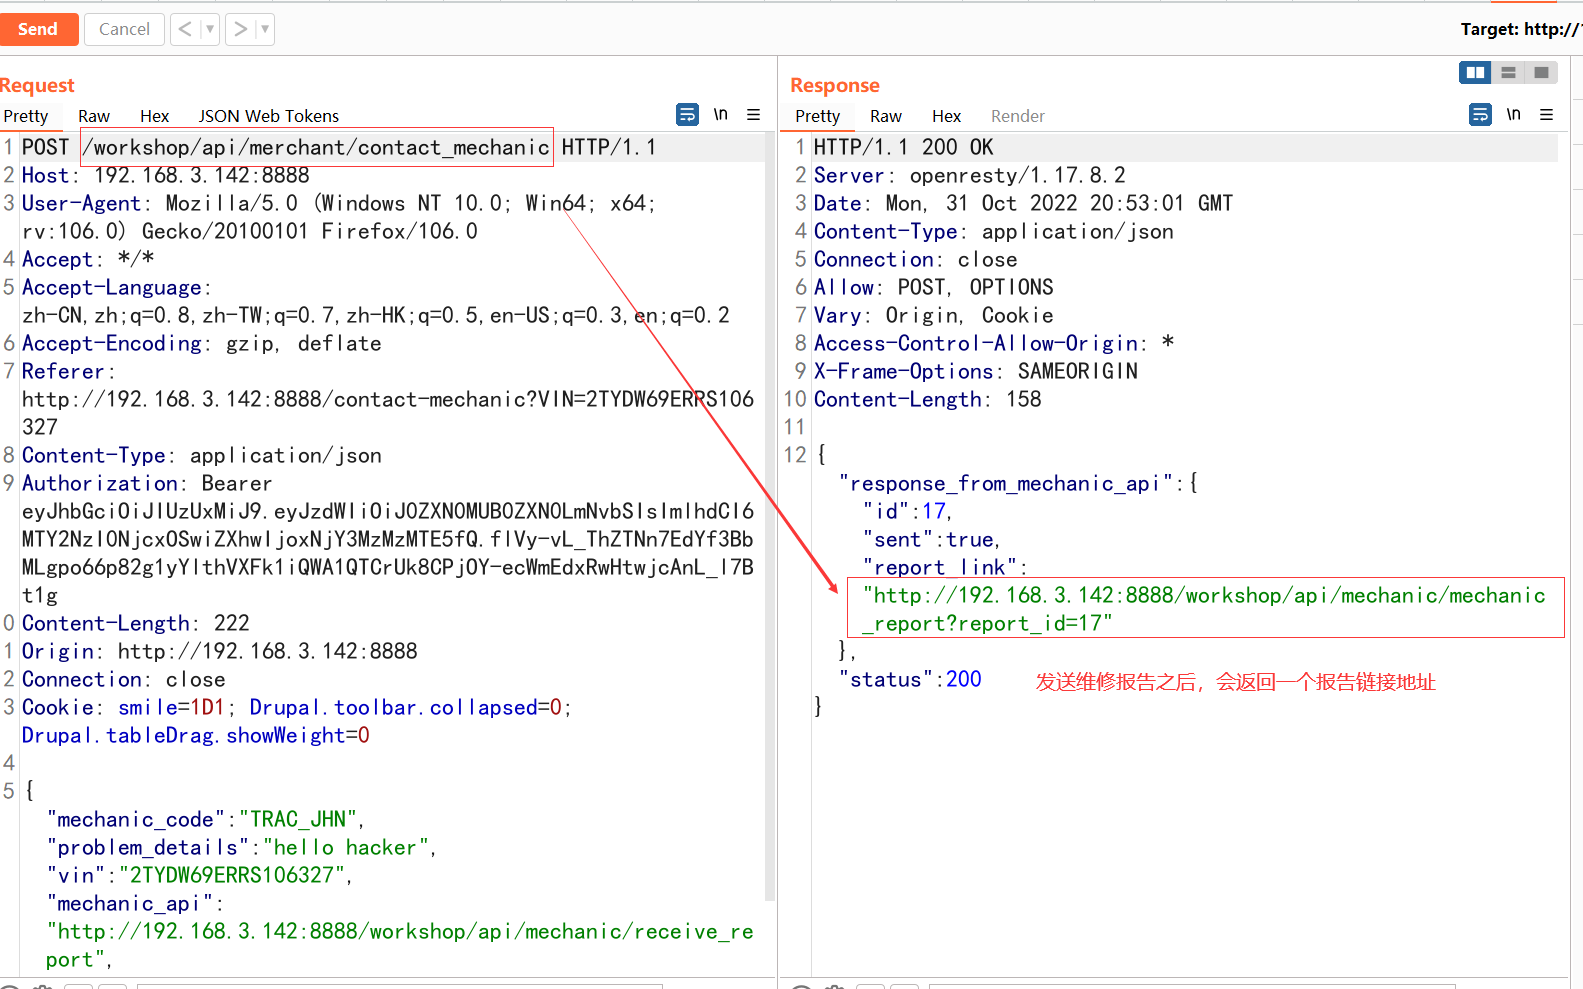 Send Cancel < > Target: http://
Request
Pretty Raw Hex JSON Web Tokens \n
1 POST /workshop/api/merchant/contact_mechanic HTTP/1.1
2 Host: 192.168.3.142:8888
3 User-Agent: Mozilla/5.0 (Windows NT 10.0; Win64; x64;
rv:106.0) Gecko/20100101 Firefox/106.0
4 Accept: */*
5 Accept-Language:
zh-CN,zh;q=0.8,zh-TW;q=0.7,zh-HK;q=0.5,en-US;q=0.3,en;q=0.2
6 Accept-Encoding: gzip, deflate
7 Referer:
http://192.168.3.142:8888/contact-mechanic?VIN=2TYDW69ERRS106
327
8 Content-Type: application/json
9 Authorization: Bearer
0 Content-Length: 222
1 Origin: http://192.168.3.142:8888
2 Connection: close
3 Cookie: smile=1D1; Drupal.toolbar.collapsed=0;
Drupal.tableDrag.showWeight=0
4
5 {
"mechanic_code":"TRAC_JHN",
"problem_details":"hello hacker",
"vin":"2TYDW69ERRS106327",
"mechanic_api":
"http://192.168.3.142:8888/workshop/api/mechanic/receive_re
port",
Response
Pretty Raw Hex Render \n
1 HTTP/1.1 200 OK
2 Server: openresty/1.17.8.2
3 Date: Mon, 31 Oct 2022 20:53:01 GMT
4 Content-Type: application/json
5 Connection: close
6 Allow: POST, OPTIONS
7 Vary: Origin, Cookie
8 Access-Control-Allow-Origin: *
9 X-Frame-Options: SAMEORIGIN
10 Content-Length: 158
11
12 {
"response_from_mechanic_api":{
"id":17,
"sent":true,
"report_link":
"http://192.168.3.142:8888/workshop/api/mechanic/mechanic
_report?report_id=17"
},
"status":200
发送维修报告之后，会返回一个报告链接地址
}